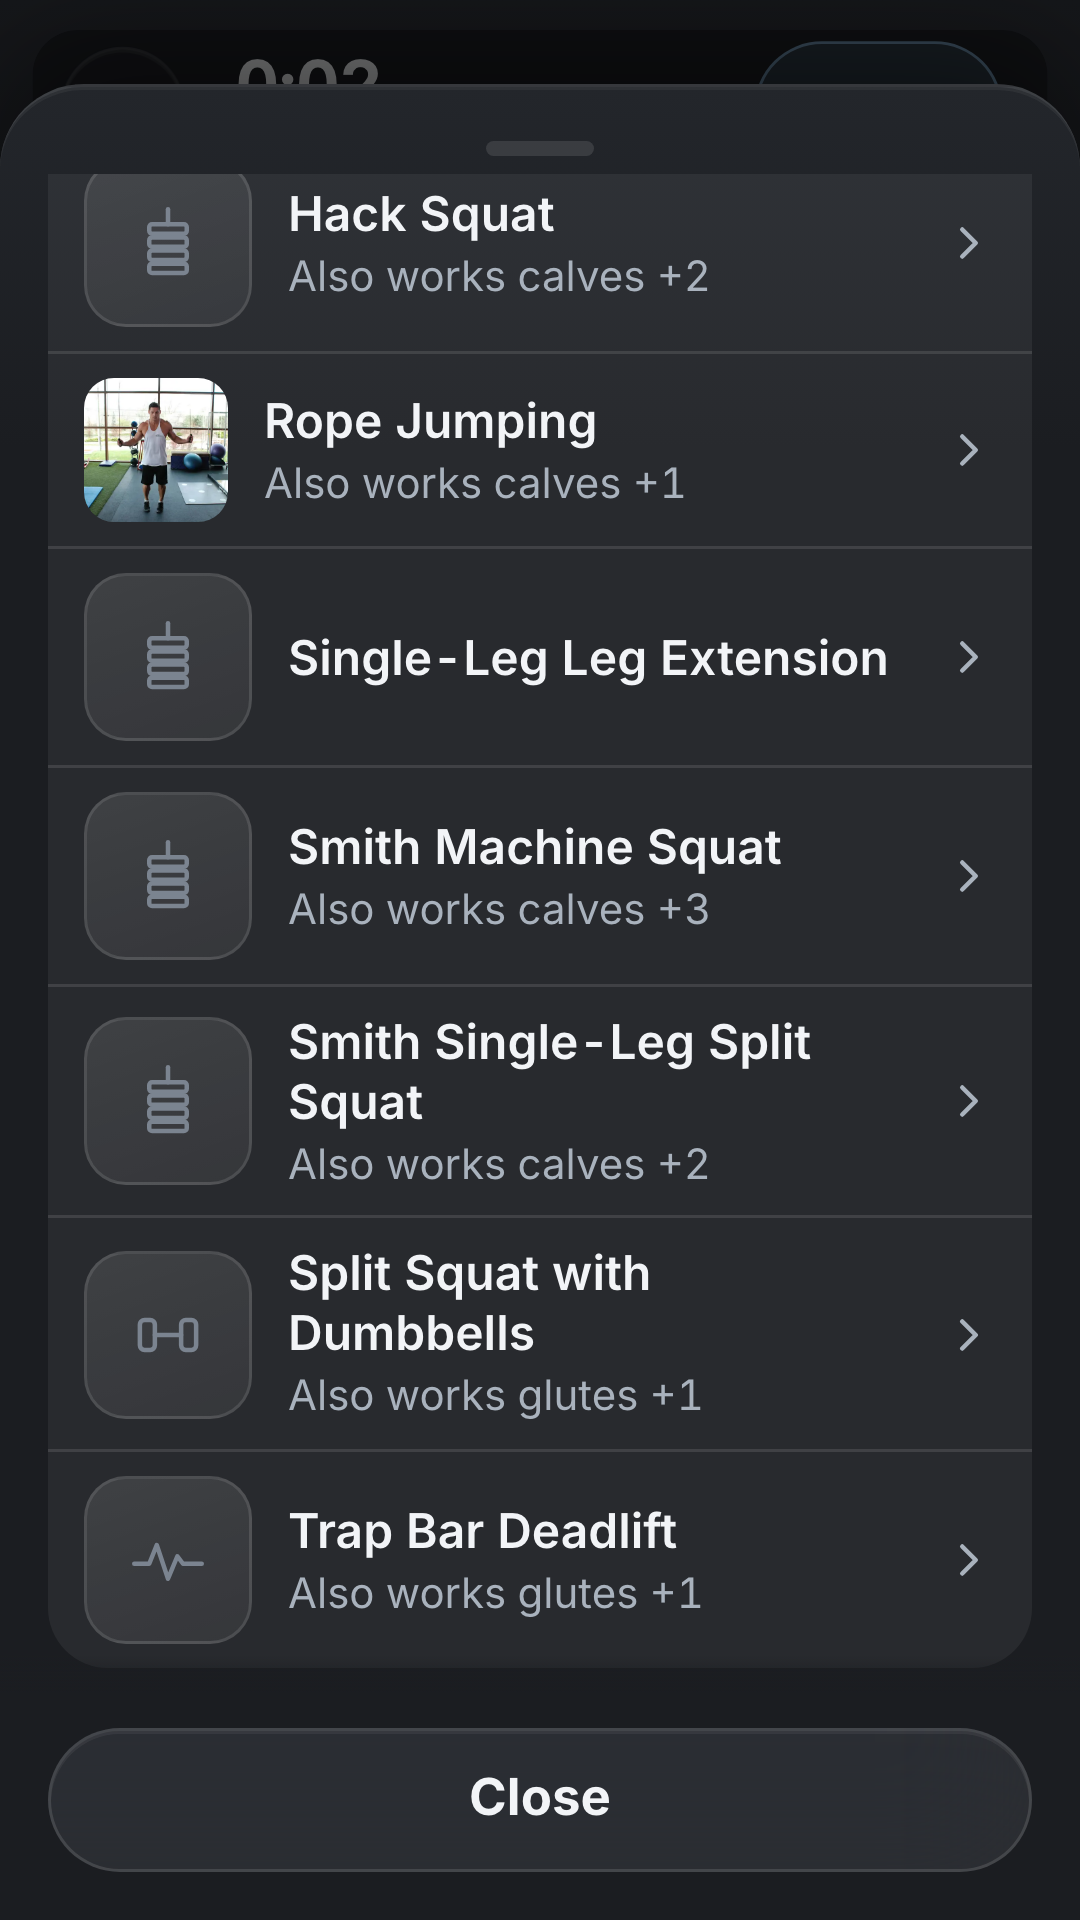 0:02
Hack Squat
Also works calves +2
Rope Jumping
Also works calves +1
Single-Leg Leg Extension
Smith Machine Squat
Also works calves +3
Smith Single-Leg Split
Squat
Also works calves +2
Split Squat with
Dumbbells
Also works glutes +1
Trap Bar Deadlift
Also works glutes +1
Close